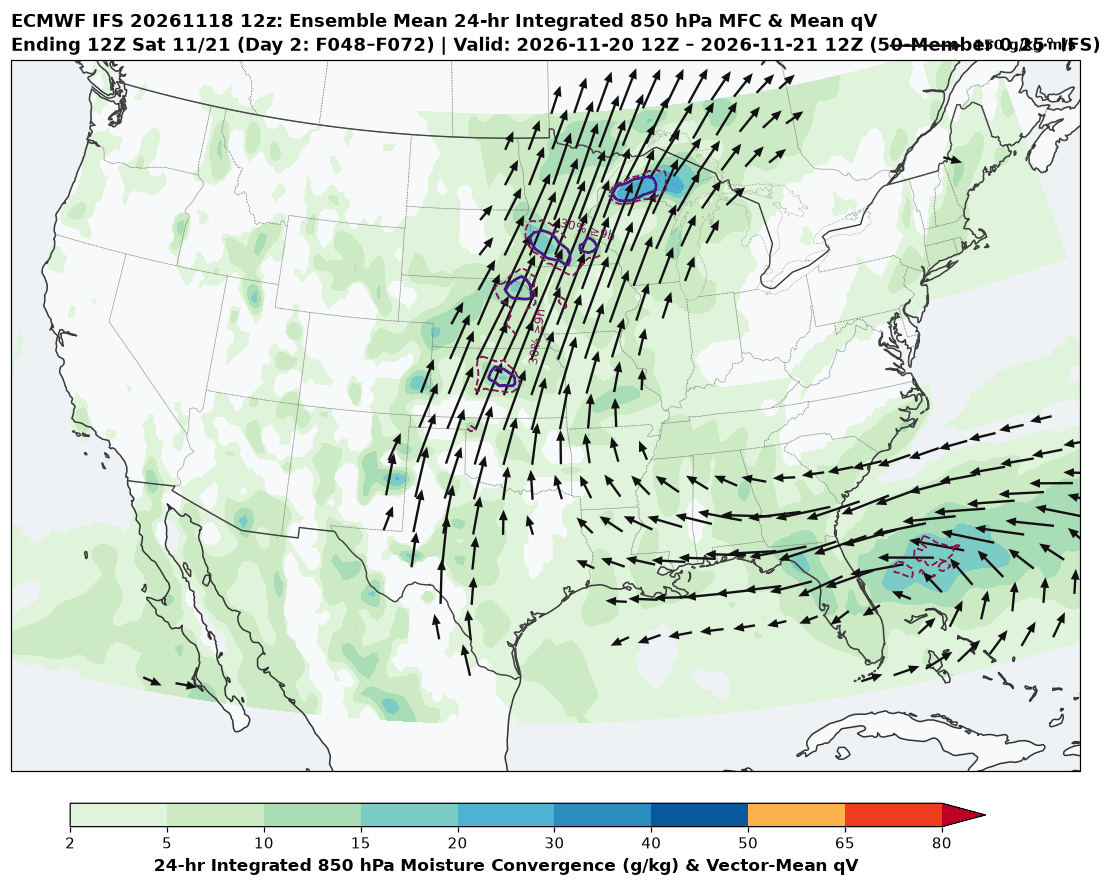 ECMWF IFS 20261118 12z: Ensemble Mean 24-hr Integrated 850 hPa MFC & Mean qV
Ending 12Z Sat 11/21 (Day 2: F048–F072) | Valid: 2026-11-20 12Z – 2026-11-21 12Z (50-Member 0.25° IFS)
150 g/kg·m/s
30% ≥9h
30% ≥9h
2 5 10 15 20 30 40 50 65 80
24-hr Integrated 850 hPa Moisture Convergence (g/kg) & Vector-Mean qV